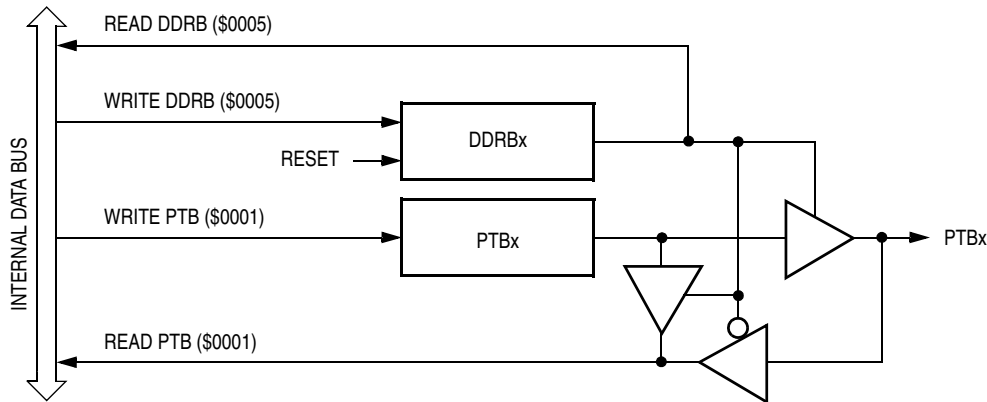 READ DDRB ($0005)
WRITE DDRB ($0005)
DDRBx
RESET
WRITE PTB ($0001)
PTBx
PTBx
READ PTB ($0001)
INTERNAL DATA BUS